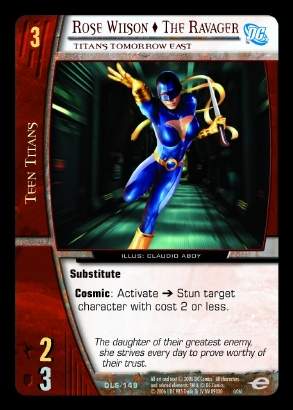 3
Rose Wilson ♦ The Ravager
TITANS TOMORROW EAST
DC
Teen Titans
ILLUS: CLAUDIO ABOY
Substitute
Cosmic: Activate ➔ Stun target
character with cost 2 or less.
The daughter of their greatest enemy,
she strives every day to prove worthy of
their trust.
2
3
DLS-149